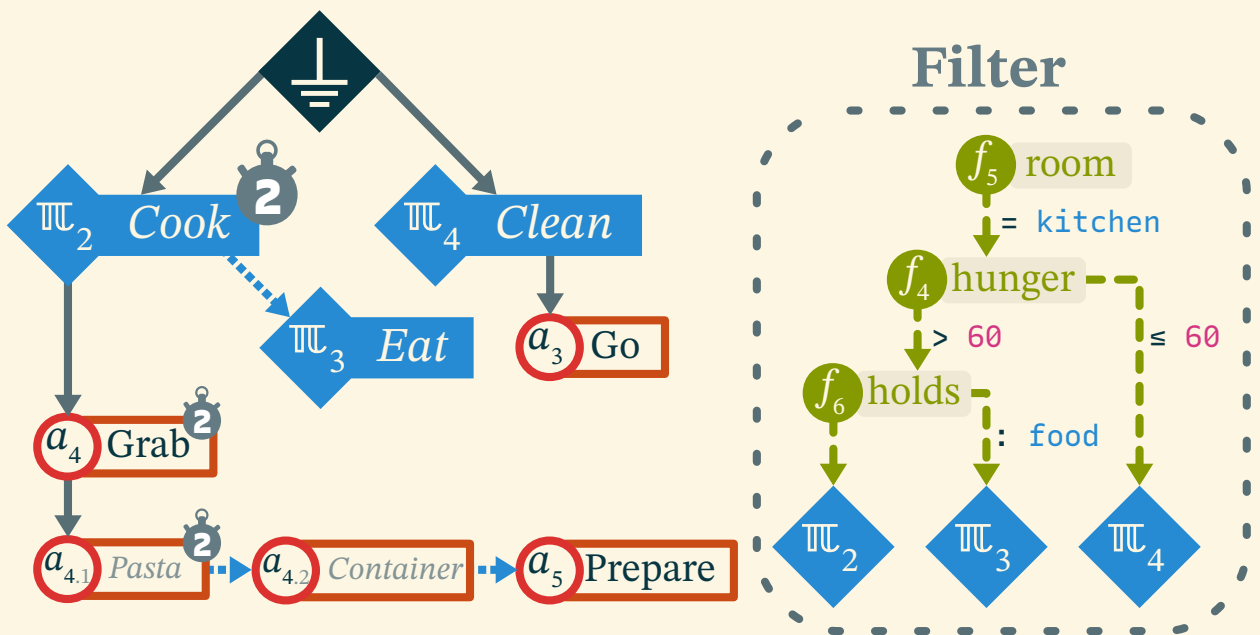 Filter
f5 room
= kitchen
2
ℼ2 Cook
ℼ4 Clean
f4 hunger
> 60
≤ 60
ℼ3 Eat
a3 Go
f6 holds
: food
2
a4 Grab
2
a4.1 Pasta
a4.2 Container
a5 Prepare
ℼ2
ℼ3
ℼ4